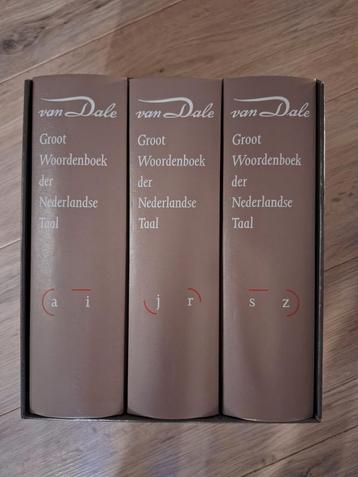 van Dale
Groot
Woordenboek
der
Nederlandse
Taal
a i
van Dale
Groot
Woordenboek
der
Nederlandse
Taal
j r
van Dale
Groot
Woordenboek
der
Nederlandse
Taal
s z